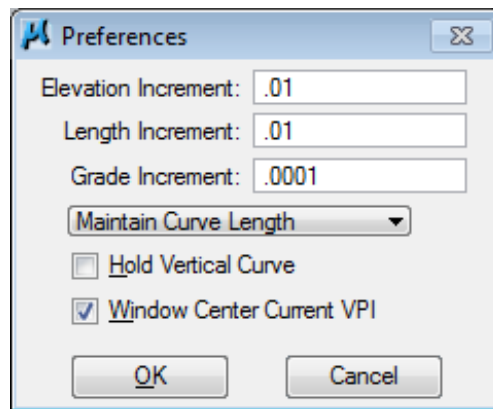 Preferences
Elevation Increment: .01
Length Increment: .01
Grade Increment: .0001
Maintain Curve Length
Hold Vertical Curve
Window Center Current VPI
OK Cancel